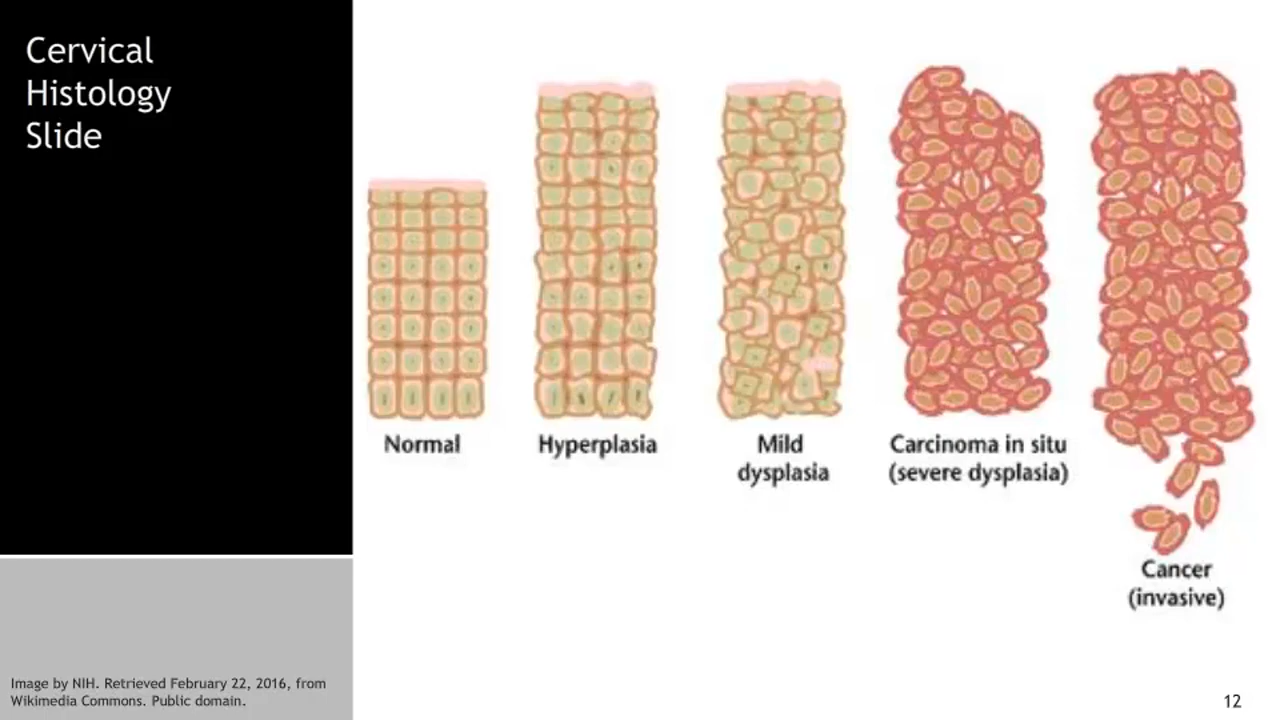 Cervical
Histology
Slide
Normal
Hyperplasia
Mild
dysplasia
Carcinoma in situ
(severe dysplasia)
Cancer
(invasive)
Image by NIH. Retrieved February 22, 2016, from
Wikimedia Commons. Public domain.
12